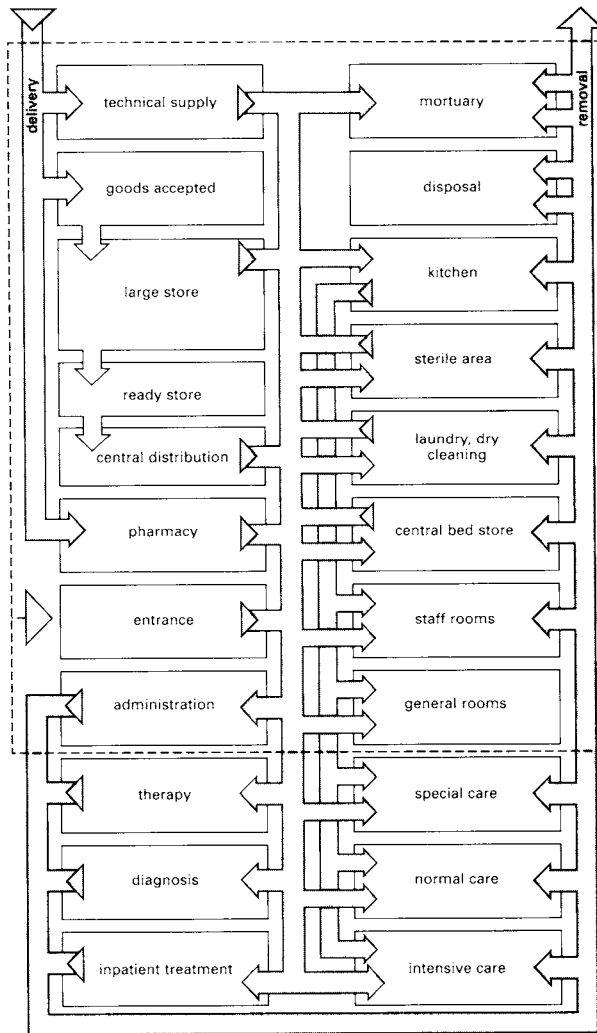 delivery
technical supply
goods accepted
large store
ready store
central distribution
pharmacy
entrance
administration
therapy
diagnosis
inpatient treatment
removal
mortuary
disposal
kitchen
sterile area
laundry, dry
cleaning
central bed store
staff rooms
general rooms
special care
normal care
intensive care